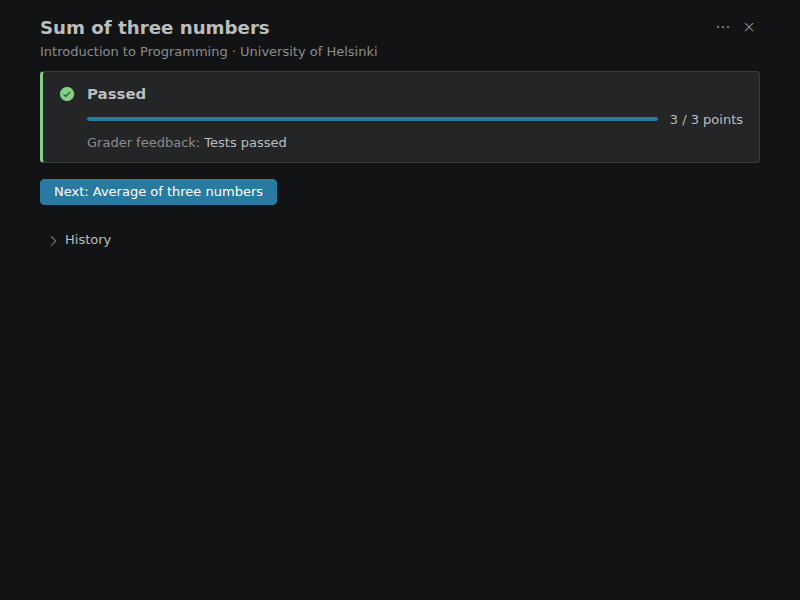 Sum of three numbers
Introduction to Programming · University of Helsinki
Passed
3 / 3 points
Grader feedback: Tests passed
Next: Average of three numbers
History